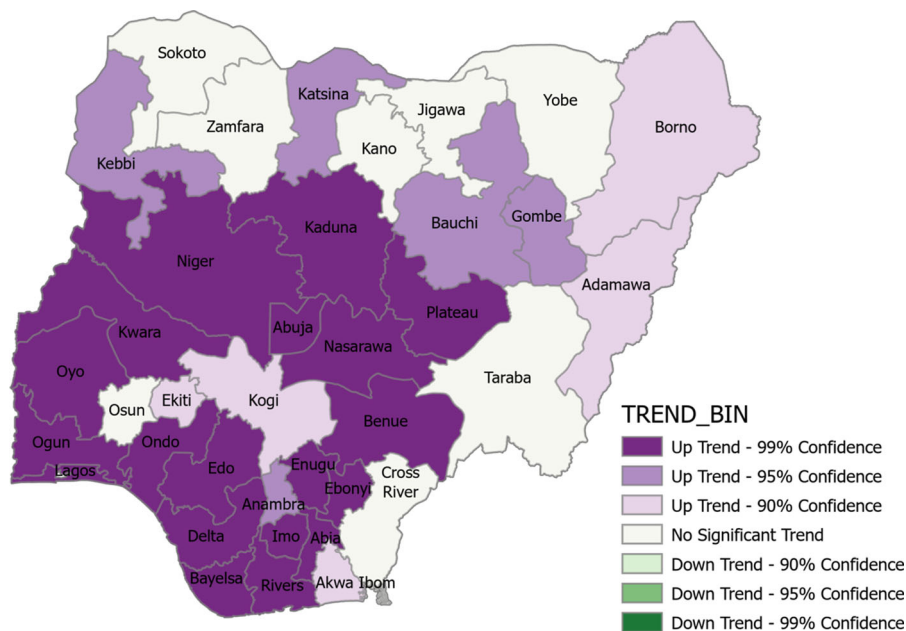 Sokoto
Katsina
Yobe
Jigawa
Borno
Zamfara
Kano
Kebbi
Bauchi
Gombe
Kaduna
Niger
Adamawa
Plateau
Abuja
Kwara
Nasarawa
Oyo
Taraba
Ekiti
Kogi
Osun
Benue
TREND_BIN
Ogun
Ondo
Up Trend - 99% Confidence
Lagos
Edo
Enugu
Cross
River
Up Trend - 95% Confidence
Ebonyi
Anambra
Up Trend - 90% Confidence
Delta
Imo
Abia
No Significant Trend
Down Trend - 90% Confidence
Bayelsa
Rivers
Akwa Ibom
Down Trend - 95% Confidence
Down Trend - 99% Confidence